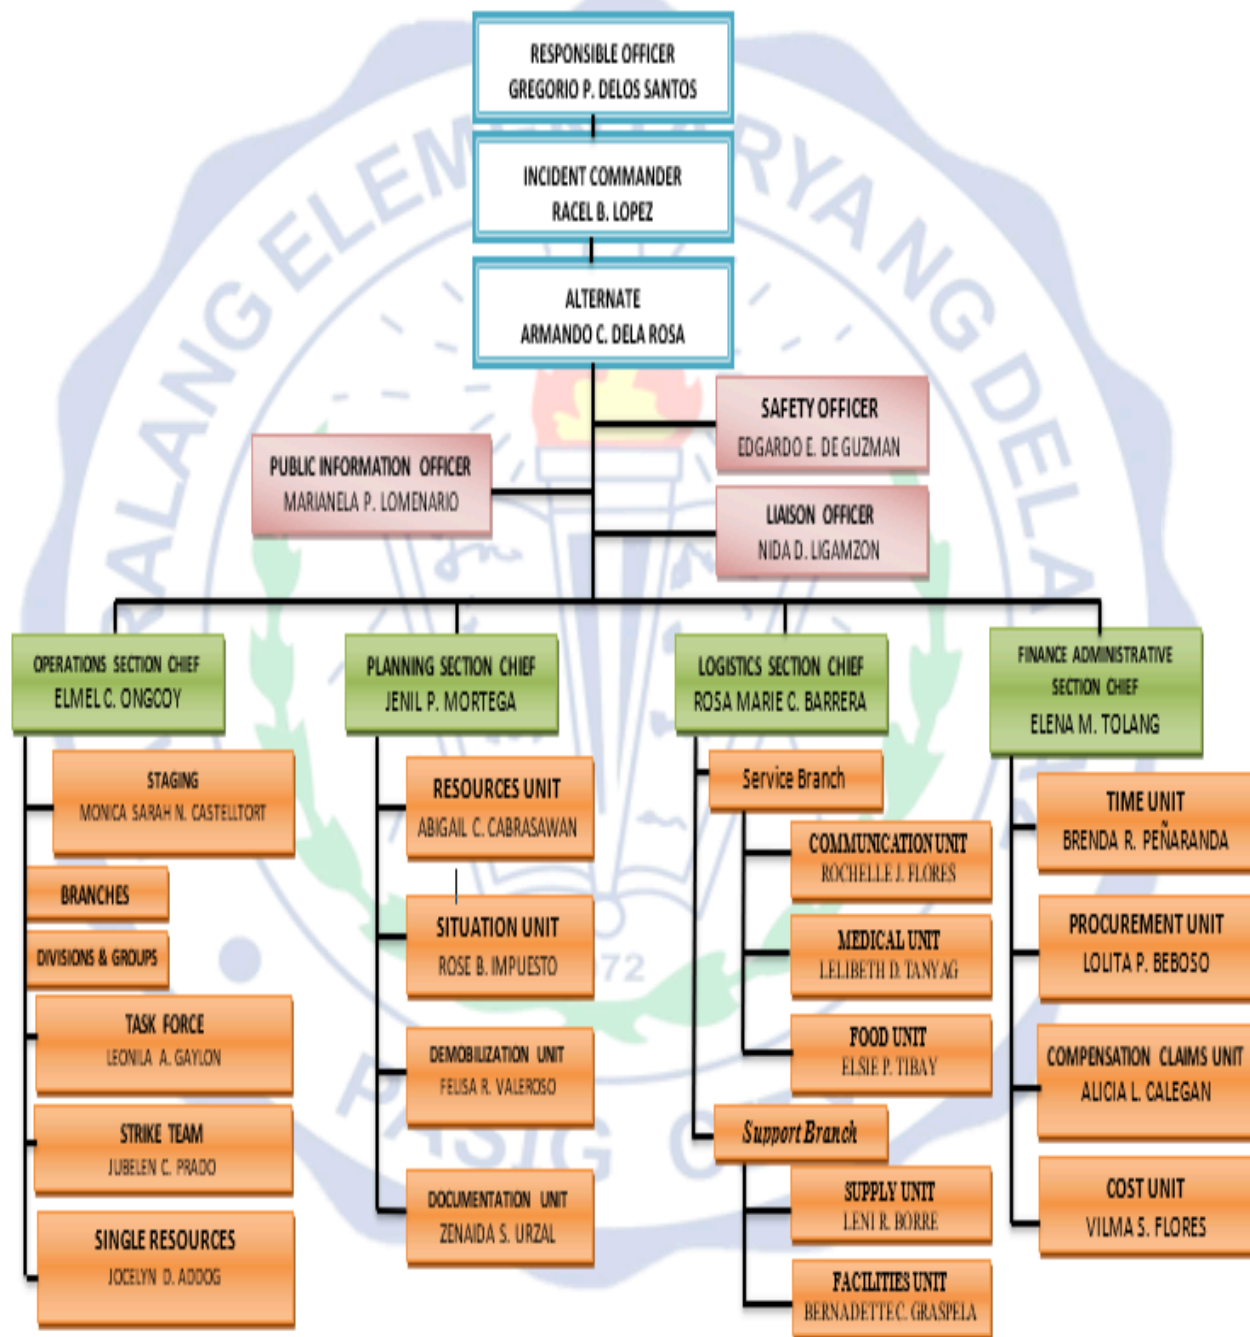 RESPONSIBLE OFFICER
GREGORIO P. DELOS SANTOS
INCIDENT COMMANDER
RACEL B. LOPEZ
ALTERNATE
ARMANDO C. DELA ROSA
SAFETY OFFICER
EDGARDO E. DE GUZMAN
PUBLIC INFORMATION OFFICER
MARIANELA P. LOMENARIO
LIAISON OFFICER
NIDA D. LIGAMZON
OPERATIONS SECTION CHIEF
ELMEL C. ONGCOY
STAGING
MONICA SARAH N. CASTELLTORT
BRANCHES
DIVISIONS & GROUPS
TASK FORCE
LEONILA A. GAYLON
STRIKE TEAM
JUBELEN C. PRADO
SINGLE RESOURCES
JOCELYN D. ADDOG
PLANNING SECTION CHIEF
JENIL P. MORTEGA
RESOURCES UNIT
ABIGAIL C. CABRASAWAN
SITUATION UNIT
ROSE B. IMPUESTO
DEMOBILIZATION UNIT
FELISA R. VALEROSO
DOCUMENTATION UNIT
ZENAIDA S. URZAL
LOGISTICS SECTION CHIEF
ROSA MARIE C. BARRERA
Service Branch
COMMUNICATION UNIT
ROCHELLE J. FLORES
MEDICAL UNIT
LELIBETH D. TANYAG
FOOD UNIT
ELSIE P. TIBAY
Support Branch
SUPPLY UNIT
LENI R. BORRE
FACILITIES UNIT
BERNADETTE C. GRASPELA
FINANCE ADMINISTRATIVE
SECTION CHIEF
ELENA M. TOLANG
TIME UNIT
BRENDA R. PEÑARANDA
PROCUREMENT UNIT
LOLITA P. BEBOSO
COMPENSATION CLAIMS UNIT
ALICIA L. CALEGAN
COST UNIT
VILMA S. FLORES